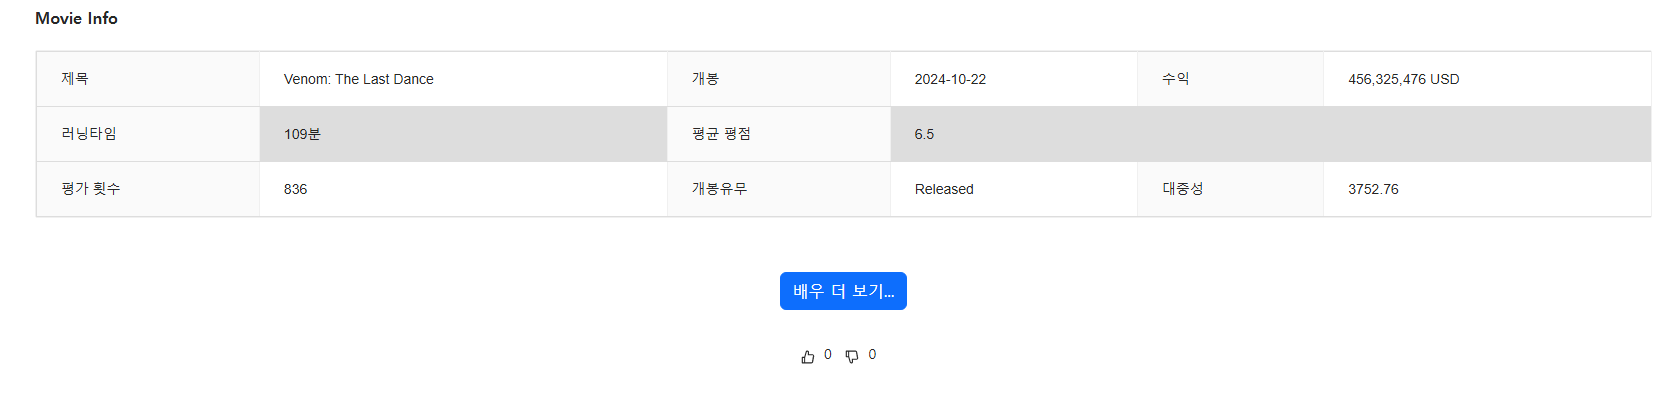 Movie Info
제목 Venom: The Last Dance 개봉 2024-10-22 수익 456,325,476 USD
러닝타임 109분 평균 평점 6.5
평가 횟수 836 개봉유무 Released 대중성 3752.76
배우 더 보기...
0 0